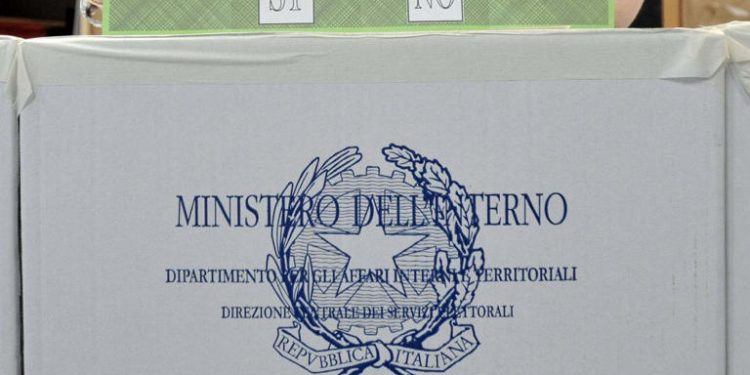 SI NO
MINISTERO DELL'INTERNO
DIPARTIMENTO PER GLI AFFARI INTERNI E TERRITORIALI
DIREZIONE CENTRALE DEI SERVIZI ELETTORALI
REPVBBLICA ITALIANA